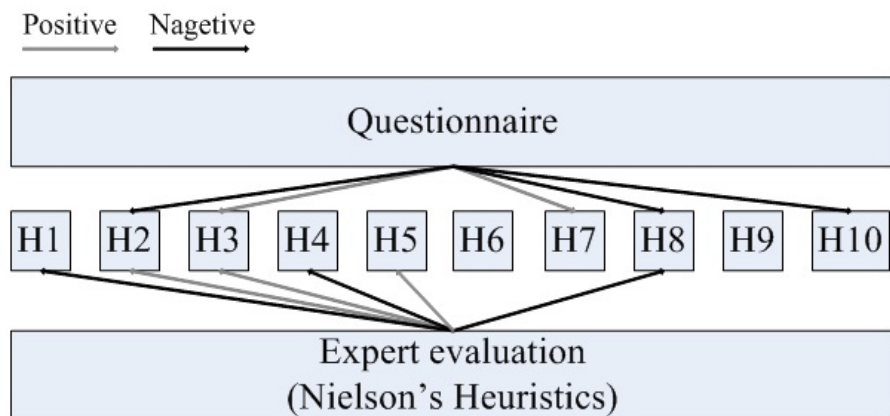 Positive Nagetive
Questionnaire
H1 H2 H3 H4 H5 H6 H7 H8 H9 H10
Expert evaluation
(Nielson's Heuristics)